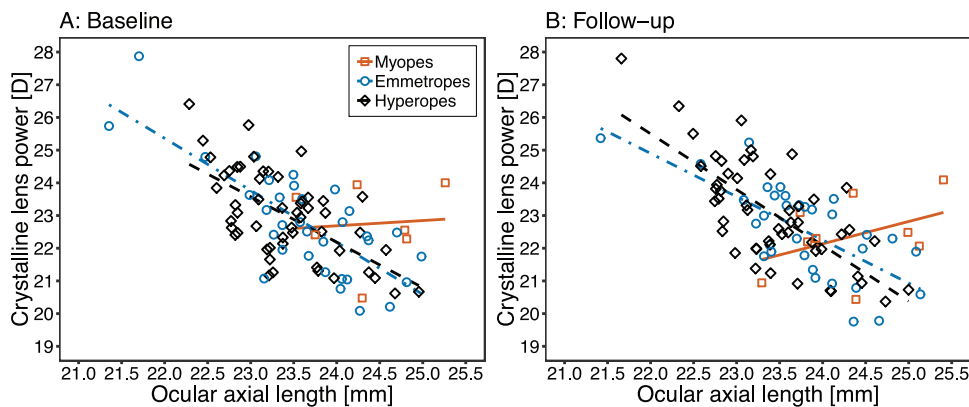 A: Baseline
B: Follow–up
Crystalline lens power [D]
28
27
26
25
24
23
22
21
20
19
Myopes
Emmetropes
Hyperopes
21.0 21.5 22.0 22.5 23.0 23.5 24.0 24.5 25.0 25.5
Ocular axial length [mm]
Crystalline lens power [D]
28
27
26
25
24
23
22
21
20
19
21.0 21.5 22.0 22.5 23.0 23.5 24.0 24.5 25.0 25.5
Ocular axial length [mm]